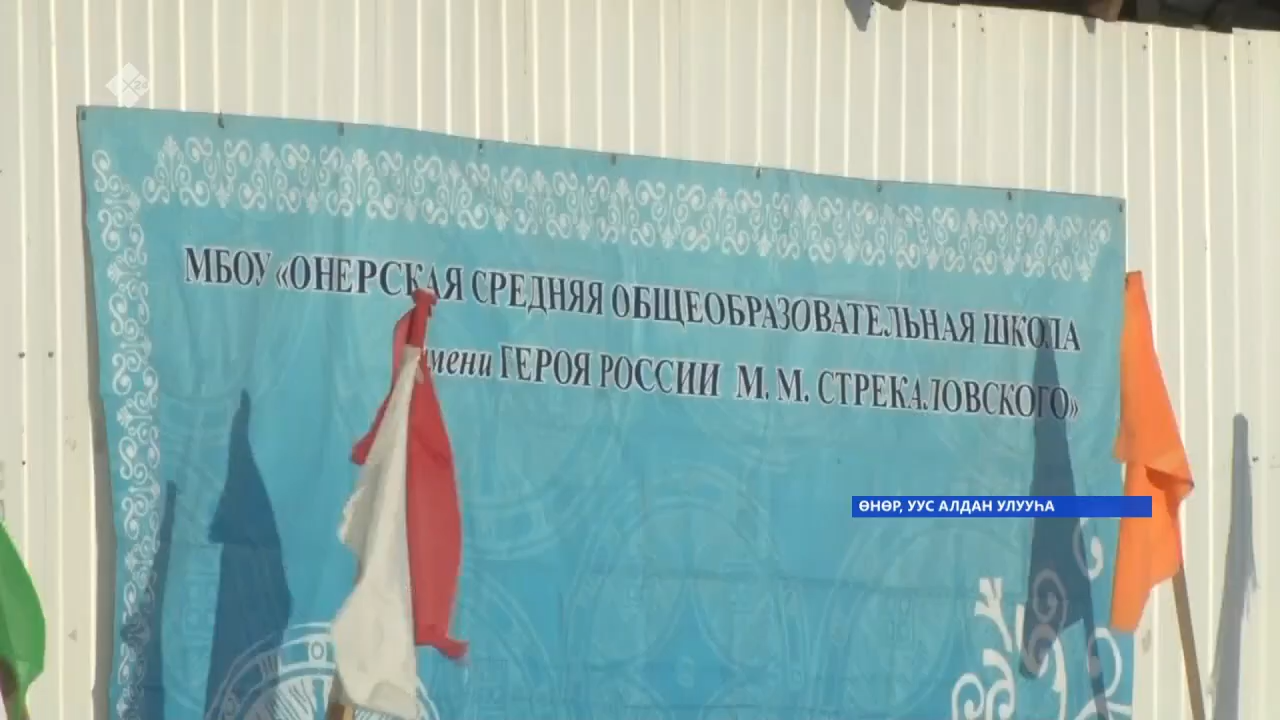 МБОУ «ОНЕРСКАЯ СРЕДНЯЯ ОБЩЕОБРАЗОВАТЕЛЬНАЯ ШКОЛА
имени ГЕРОЯ РОССИИ М. М. СТРЕКАЛОВСКОГО»
ӨНӨР, УУС АЛДАН УЛУУҺА